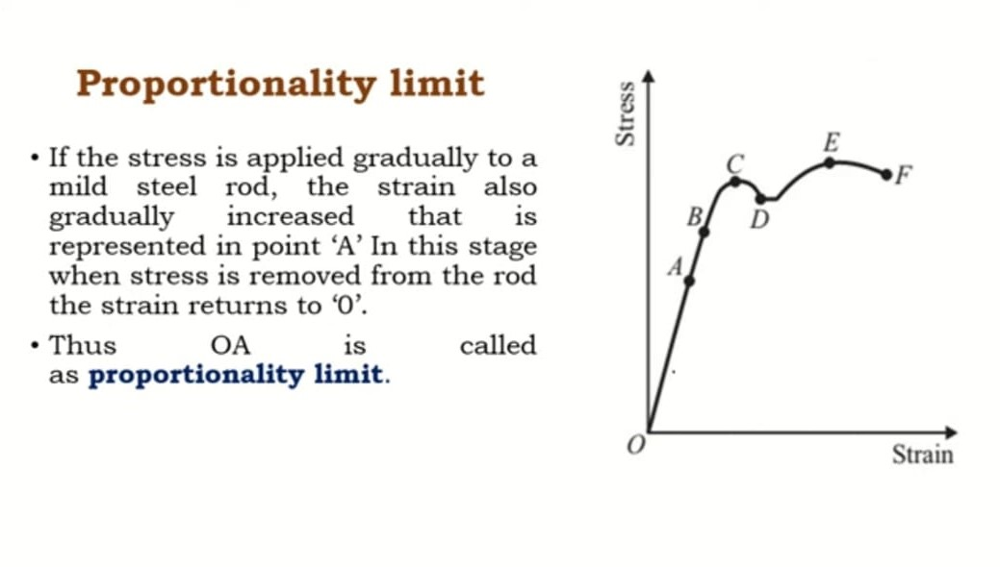 Proportionality limit
• If the stress is applied gradually to a
mild steel rod, the strain also
gradually increased that is
represented in point ‘A’ In this stage
when stress is removed from the rod
the strain returns to ‘0’.
• Thus OA is called
as proportionality limit.
Stress
E
C
F
B
D
A
O
Strain